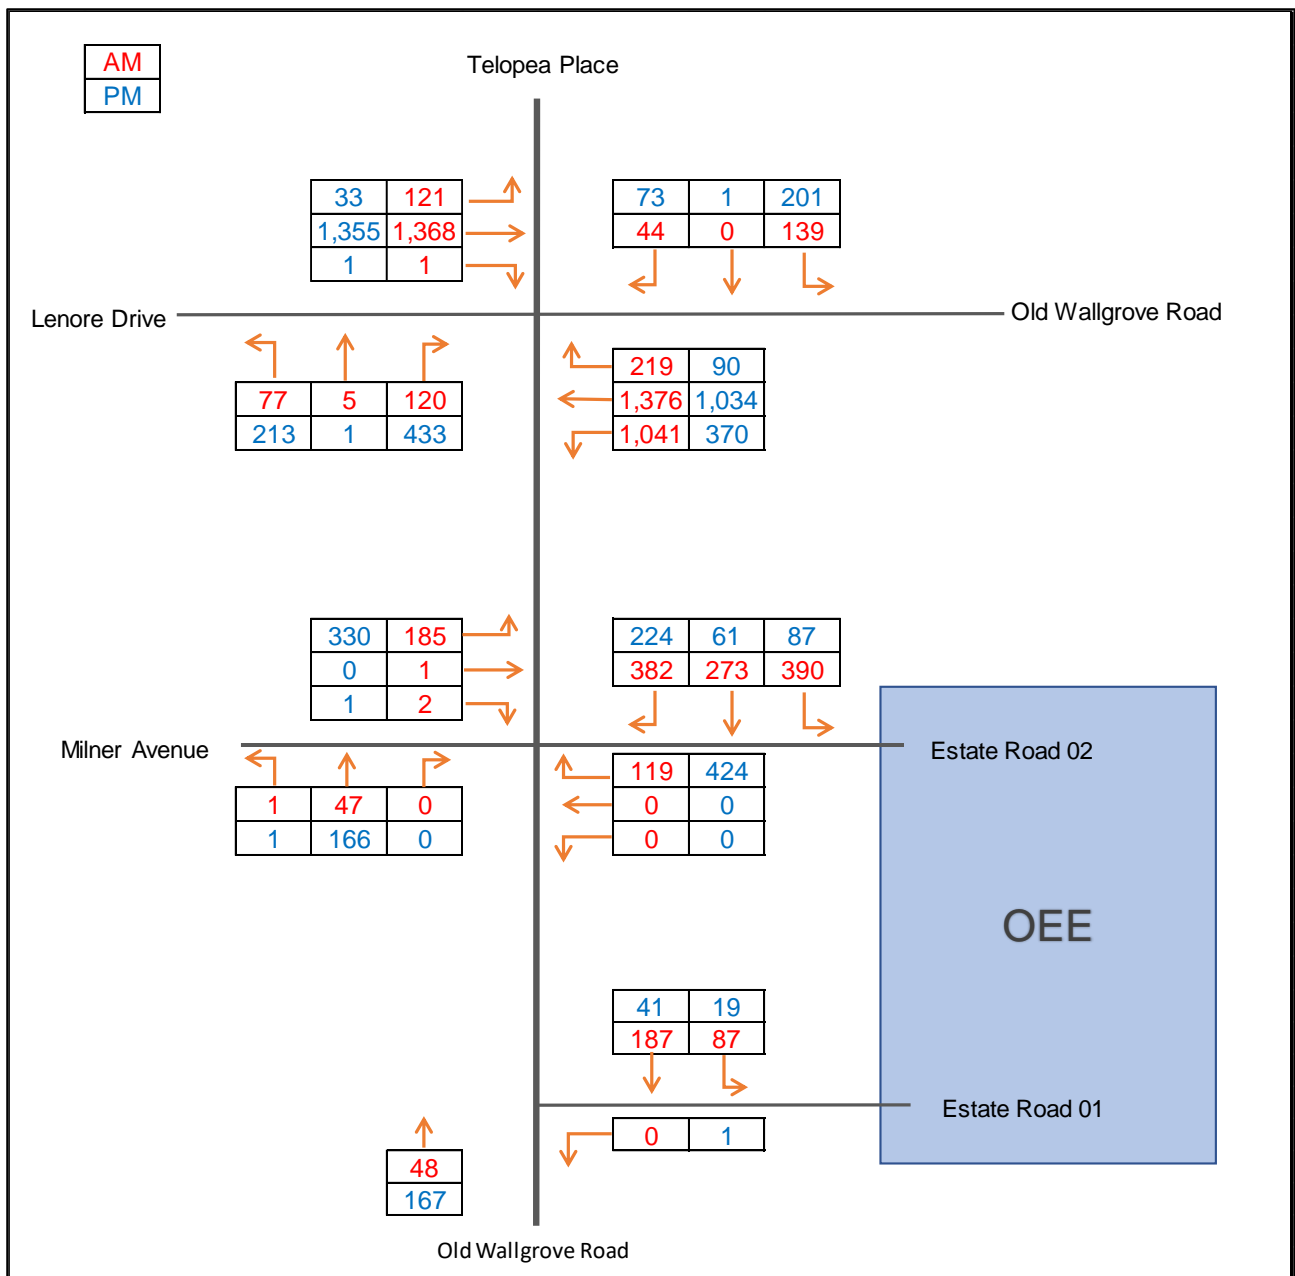 AM
PM
Telopea Place
33 121
1,355 1,368
1 1
73 1 201
44 0 139
Lenore Drive
Old Wallgrove Road
77 5 120
213 1 433
219 90
1,376 1,034
1,041 370
330 185
0 1
1 2
224 61 87
382 273 390
Milner Avenue
Estate Road 02
1 47 0
1 166 0
119 424
0 0
0 0
OEE
41 19
187 87
Estate Road 01
0 1
48
167
Old Wallgrove Road